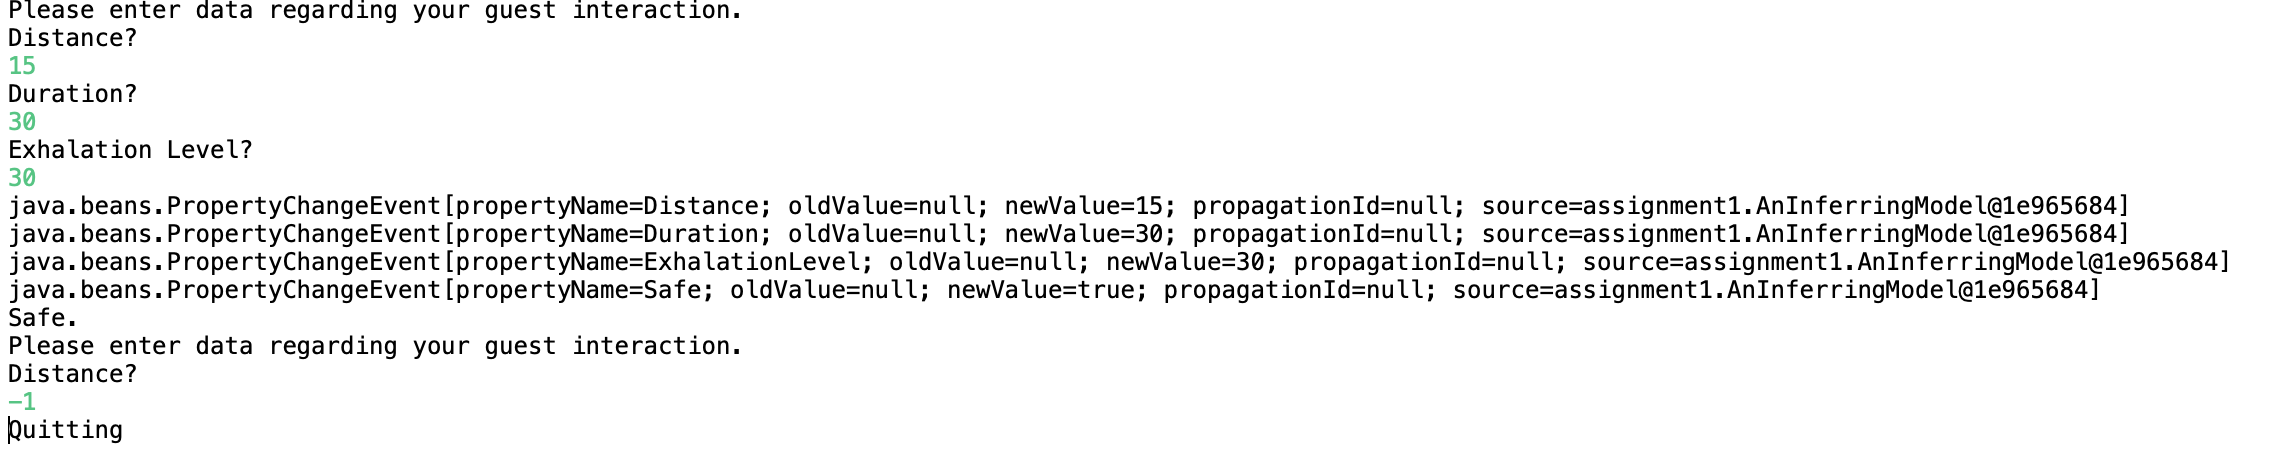 Please enter data regarding your guest interaction.
Distance?
15
Duration?
30
Exhalation Level?
30
java.beans.PropertyChangeEvent[propertyName=Distance; oldValue=null; newValue=15; propagationId=null; source=assignment1.AnInferringModel@1e965684]
java.beans.PropertyChangeEvent[propertyName=Duration; oldValue=null; newValue=30; propagationId=null; source=assignment1.AnInferringModel@1e965684]
java.beans.PropertyChangeEvent[propertyName=ExhalationLevel; oldValue=null; newValue=30; propagationId=null; source=assignment1.AnInferringModel@1e965684]
java.beans.PropertyChangeEvent[propertyName=Safe; oldValue=null; newValue=true; propagationId=null; source=assignment1.AnInferringModel@1e965684]
Safe.
Please enter data regarding your guest interaction.
Distance?
-1
Quitting